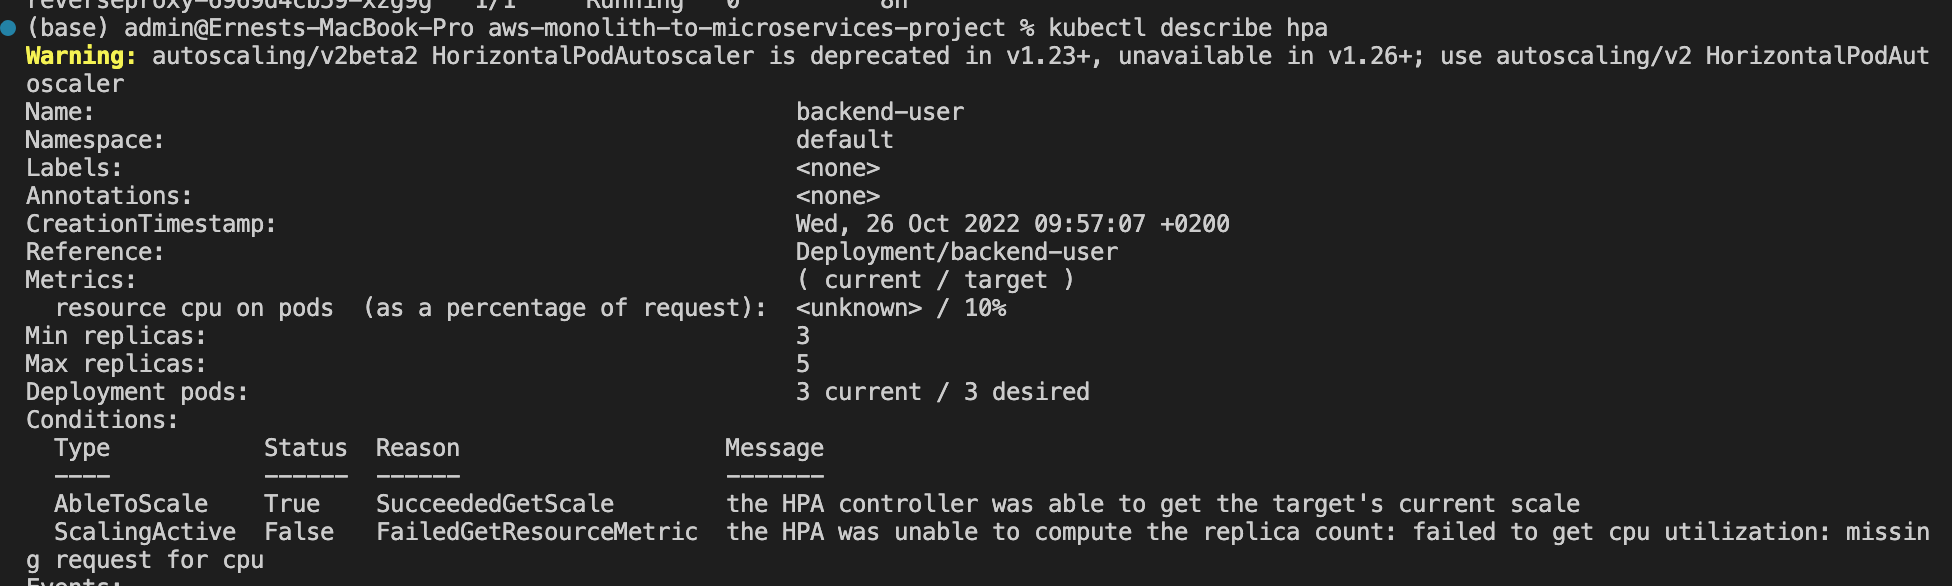 reverseproxy-6969d4cb59-xzg9g   1/1     Running   0          8h
(base) admin@Ernests-MacBook-Pro aws-monolith-to-microservices-project % kubectl describe hpa
Warning: autoscaling/v2beta2 HorizontalPodAutoscaler is deprecated in v1.23+, unavailable in v1.26+; use autoscaling/v2 HorizontalPodAut
oscaler
Name:                                                  backend-user
Namespace:                                             default
Labels:                                                <none>
Annotations:                                           <none>
CreationTimestamp:                                     Wed, 26 Oct 2022 09:57:07 +0200
Reference:                                             Deployment/backend-user
Metrics:                                               ( current / target )
  resource cpu on pods  (as a percentage of request):  <unknown> / 10%
Min replicas:                                          3
Max replicas:                                          5
Deployment pods:                                       3 current / 3 desired
Conditions:
  Type           Status  Reason                   Message
  ----           ------  ------                   -------
  AbleToScale    True    SucceededGetScale        the HPA controller was able to get the target's current scale
  ScalingActive  False   FailedGetResourceMetric  the HPA was unable to compute the replica count: failed to get cpu utilization: missin
g request for cpu
Events: